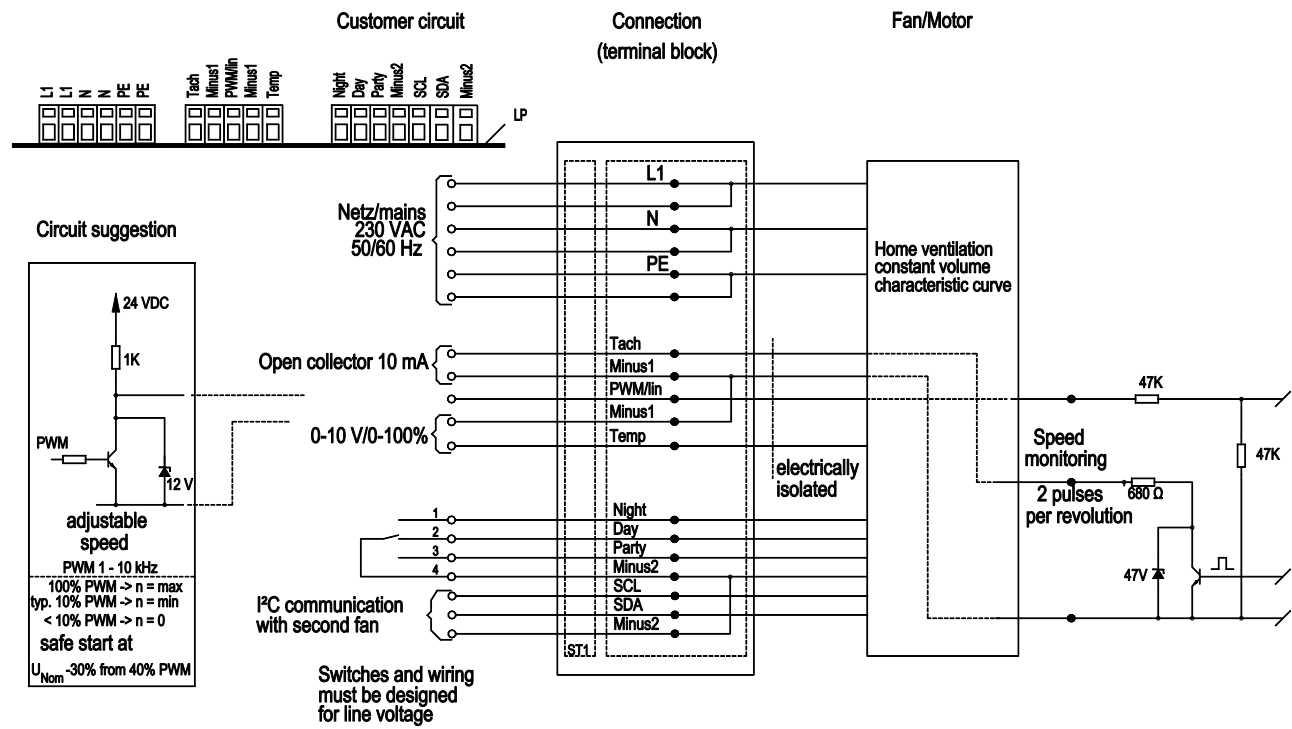 Customer circuit
Connection
(terminal block)
Fan/Motor
L1
L1
N
N
PE
PE
Tach
Minus1
PWM/lin
Minus1
Temp
Night
Day
Party
Minus2
SCL
SDA
Minus2
LP
Circuit suggestion
24 VDC
1K
PWM
12 V
adjustable
speed
PWM 1 - 10 kHz
100% PWM -> n = max
typ. 10% PWM -> n = min
< 10% PWM -> n = 0
safe start at
UNom -30% from 40% PWM
Netz/mains
230 VAC
50/60 Hz
Open collector 10 mA
0-10 V/0-100%
1
2
3
4
I²C communication
with second fan
Switches and wiring
must be designed
for line voltage
L1
N
PE
Tach
Minus1
PWM/lin
Minus1
Temp
Night
Day
Party
Minus2
SCL
SDA
Minus2
ST1
electrically
isolated
Home ventilation
constant volume
characteristic curve
47K
47K
Speed
monitoring
2 pulses
per revolution
680 Ω
47V